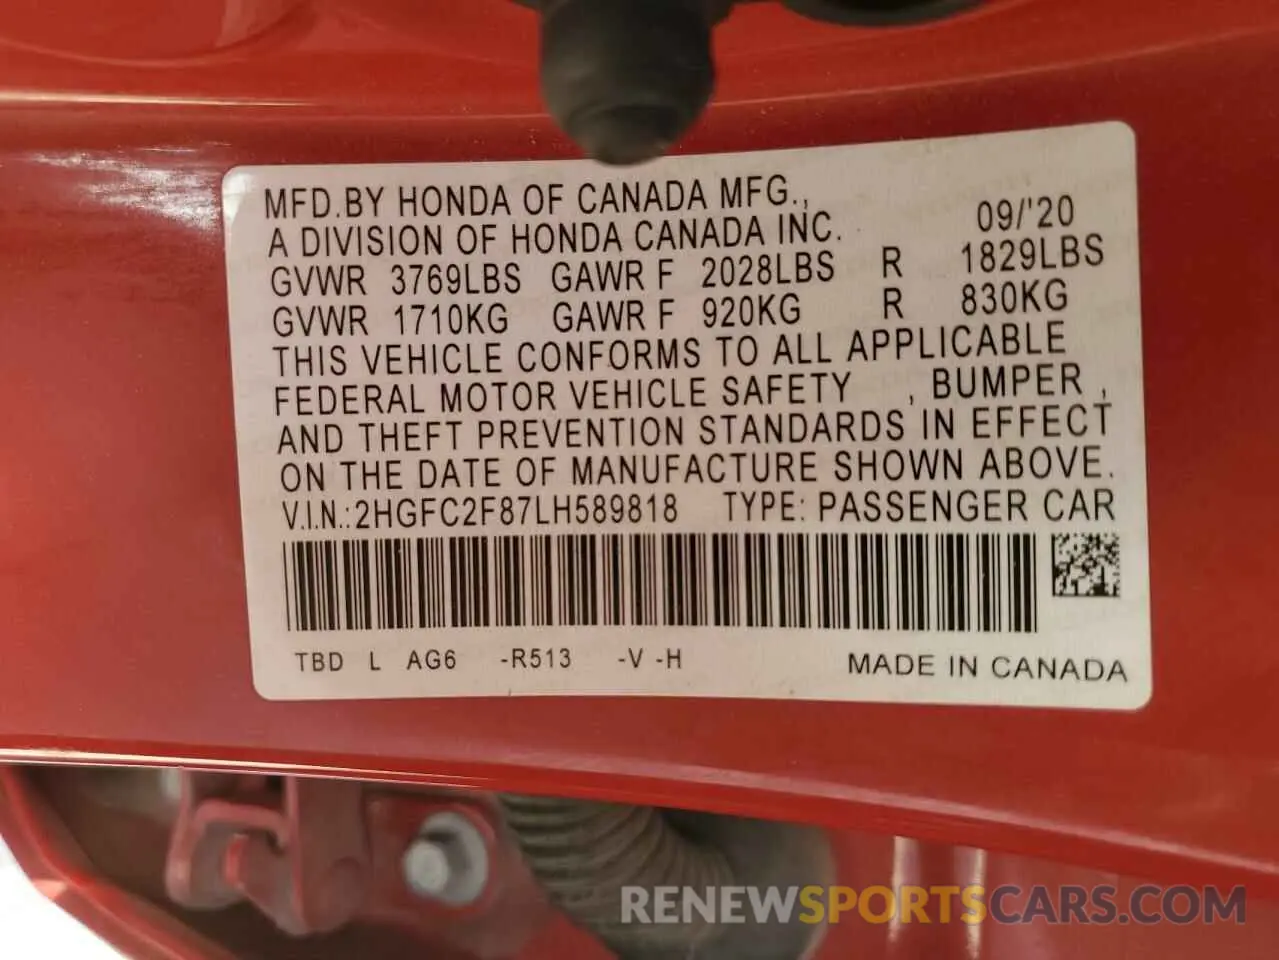 MFD.BY HONDA OF CANADA MFG.,
A DIVISION OF HONDA CANADA INC. 09/'20
GVWR 3769LBS GAWR F 2028LBS R 1829LBS
GVWR 1710KG GAWR F 920KG R 830KG
THIS VEHICLE CONFORMS TO ALL APPLICABLE
FEDERAL MOTOR VEHICLE SAFETY , BUMPER ,
AND THEFT PREVENTION STANDARDS IN EFFECT
ON THE DATE OF MANUFACTURE SHOWN ABOVE.
V.I.N.:2HGFC2F87LH589818 TYPE: PASSENGER CAR
TBD L AG6 -R513 -V -H MADE IN CANADA
RENEWSPORTSCARS.COM